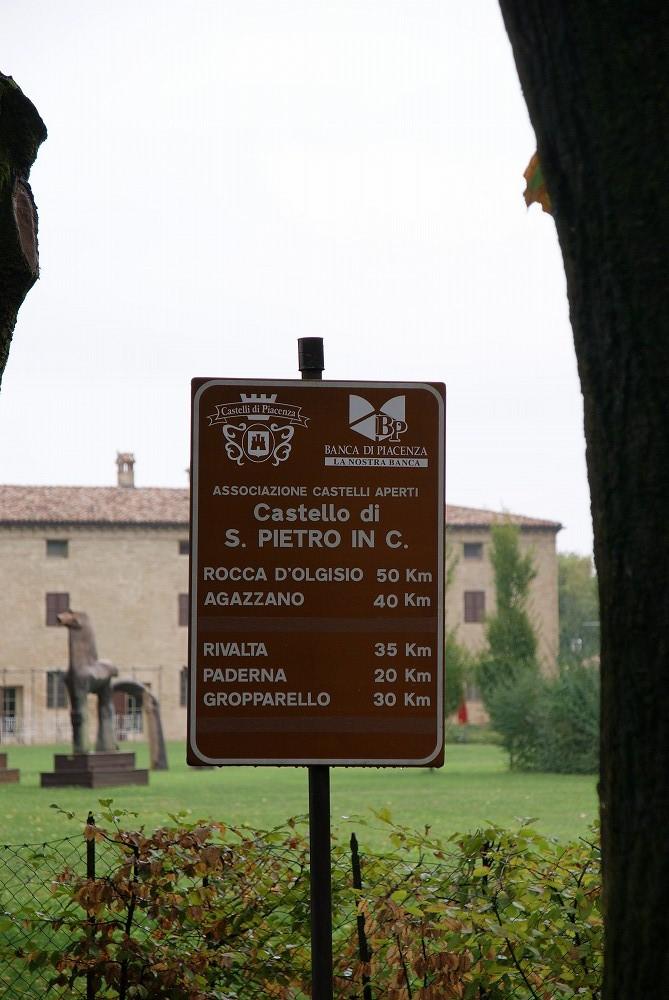 Castelli di Piacenza
BP
BANCA DI PIACENZA
LA NOSTRA BANCA
ASSOCIAZIONE CASTELLI APERTI
Castello di
S. PIETRO IN C.
ROCCA D'OLGISIO 50 Km
AGAZZANO 40 Km
RIVALTA 35 Km
PADERNA 20 Km
GROPPARELLO 30 Km